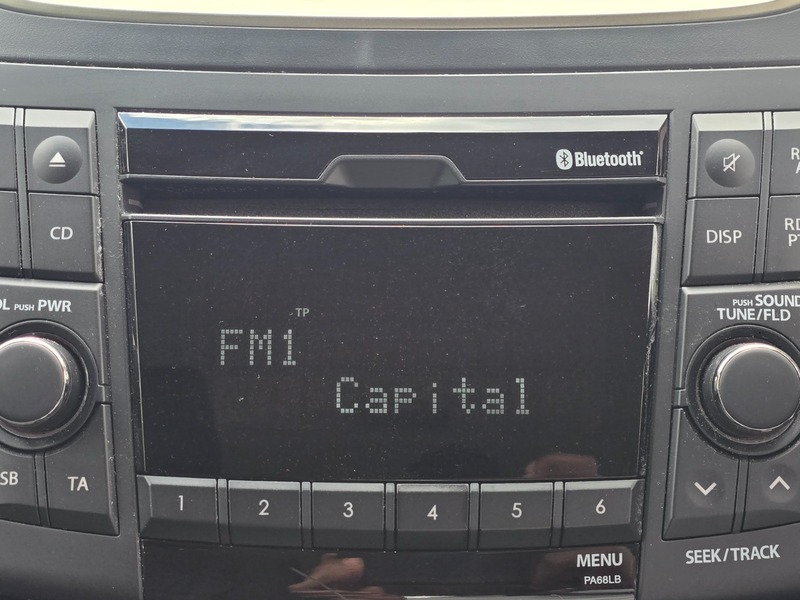 Bluetooth
CD
DISP
PUSH PWR
PUSH SOUND
TUNE/FLD
TP
FM1
Capital
TA
1 2 3 4 5 6
MENU
PA68LB
SEEK/TRACK